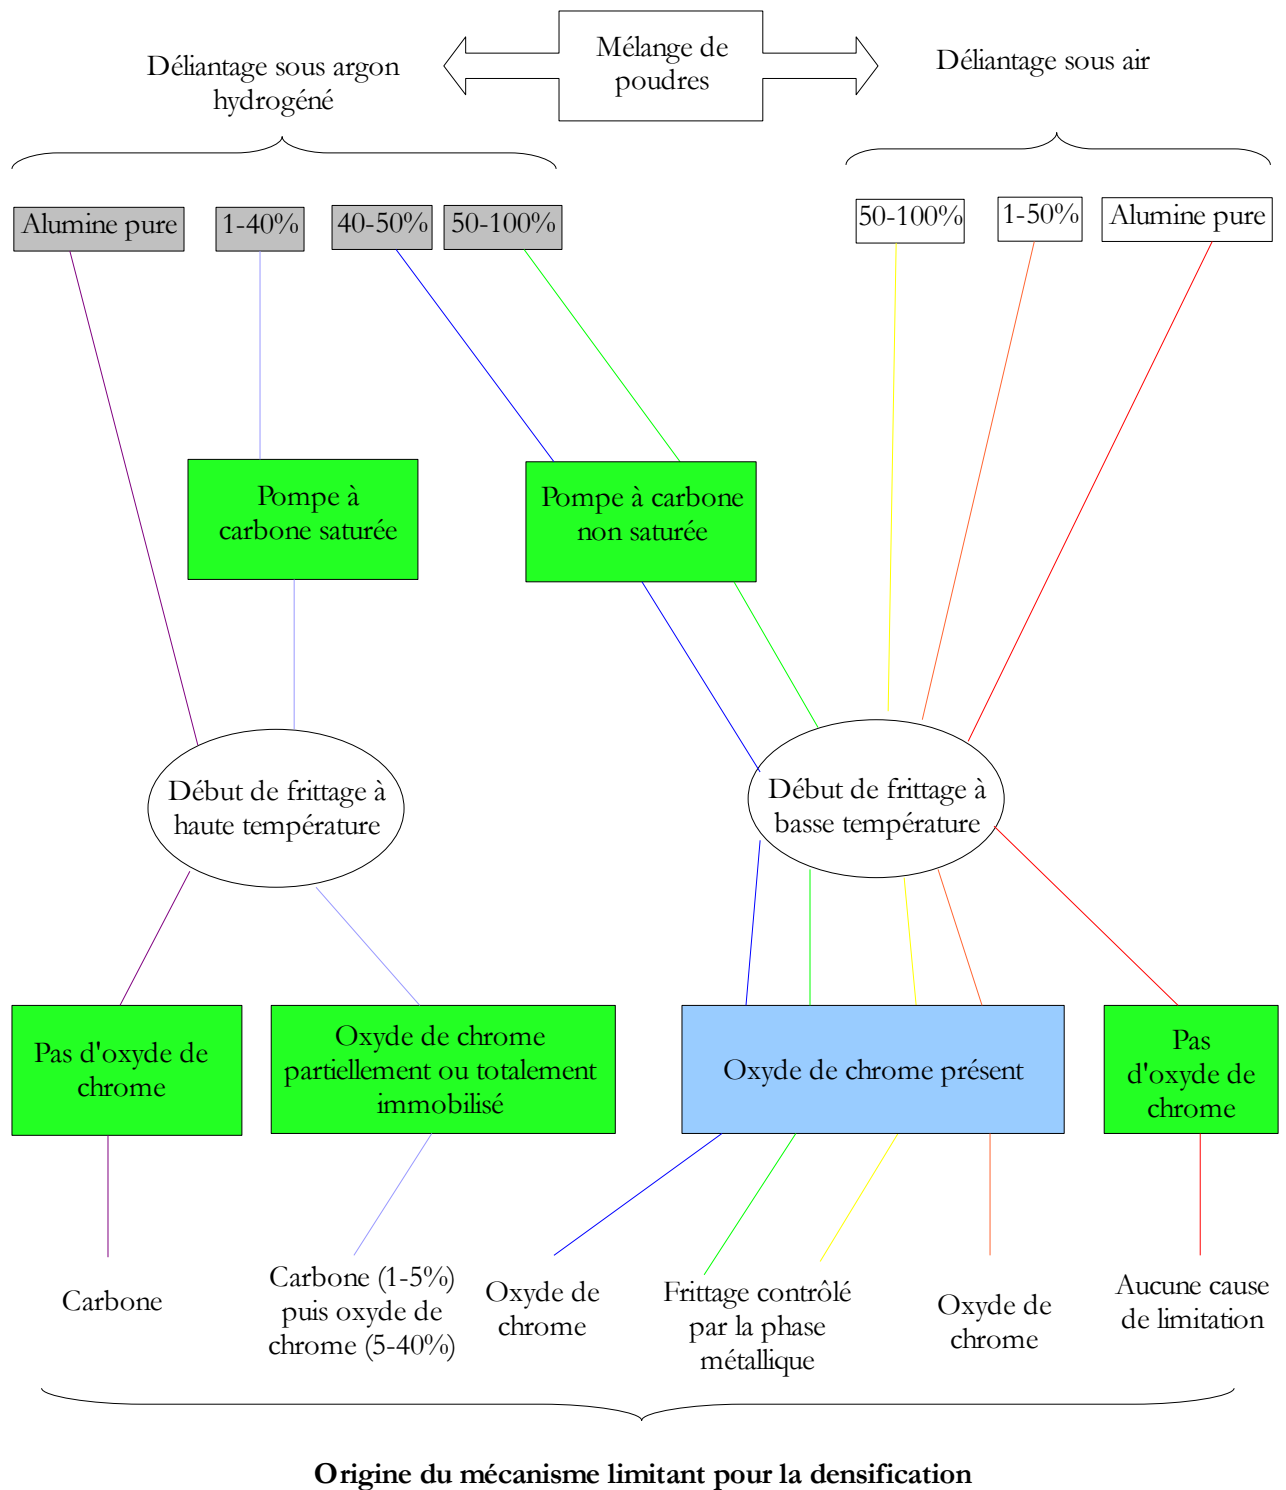 Mélange de
poudres
Déliantage sous argon
hydrogéné
Déliantage sous air
Alumine pure
1-40%
40-50%
50-100%
50-100%
1-50%
Alumine pure
Pompe à
carbone saturée
Pompe à carbone
non saturée
Début de frittage à
haute température
Début de frittage à
basse température
Pas d'oxyde de
chrome
Oxyde de chrome
partiellement ou totalement
immobilisé
Oxyde de chrome présent
Pas
d'oxyde de
chrome
Carbone
Carbone (1-5%)
puis oxyde de
chrome (5-40%)
Oxyde de
chrome
Frittage contrôlé
par la phase
métallique
Oxyde de
chrome
Aucune cause
de limitation
Origine du mécanisme limitant pour la densification